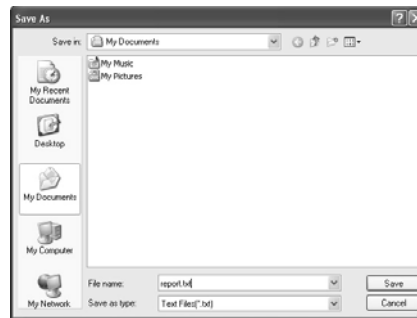 Save As
Save in:
My Documents
My Recent
Documents
Desktop
My Documents
My Computer
My Network
My Music
My Pictures
File name:
report.txt
Save
Save as type:
Text Files(*.txt)
Cancel